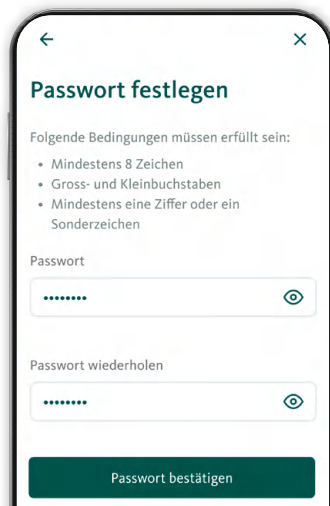 Passwort festlegen
Folgende Bedingungen müssen erfüllt sein:
• Mindestens 8 Zeichen
• Gross- und Kleinbuchstaben
• Mindestens eine Ziffer oder ein
Sonderzeichen
Passwort
••••••••
Passwort wiederholen
••••••••
Passwort bestätigen